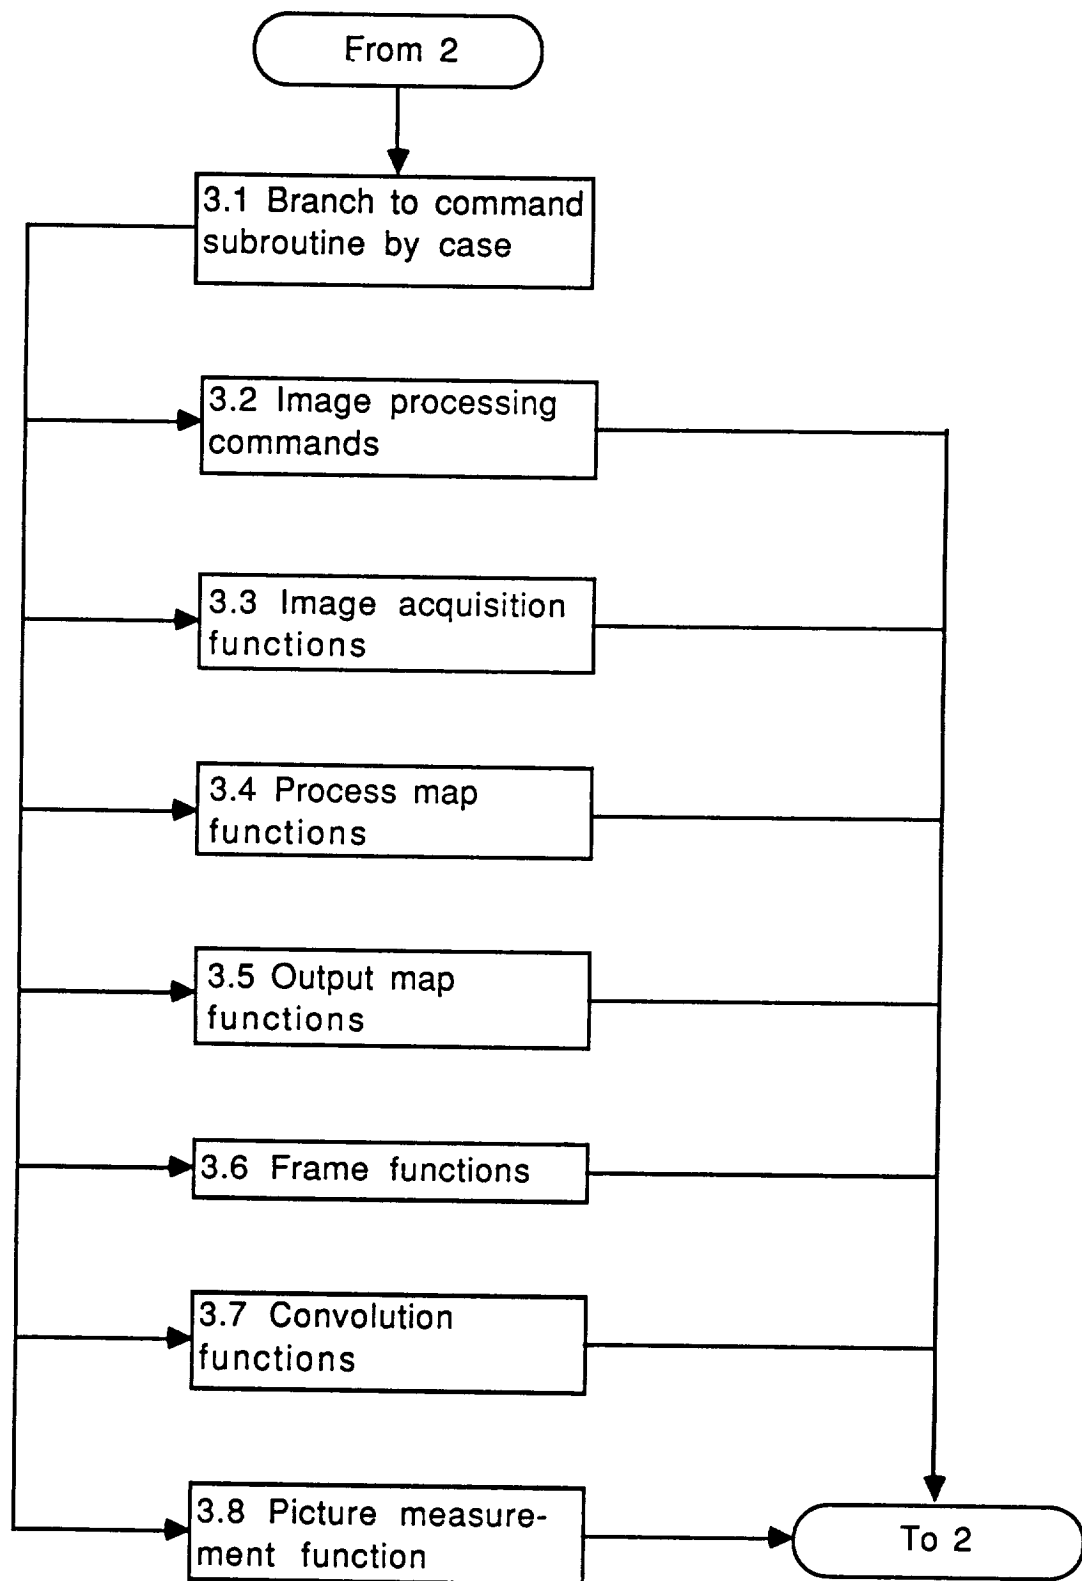 From 2
3.1 Branch to command
subroutine by case
3.2 Image processing
commands
3.3 Image acquisition
functions
3.4 Process map
functions
3.5 Output map
functions
3.6 Frame functions
3.7 Convolution
functions
3.8 Picture measure-
ment function
To 2